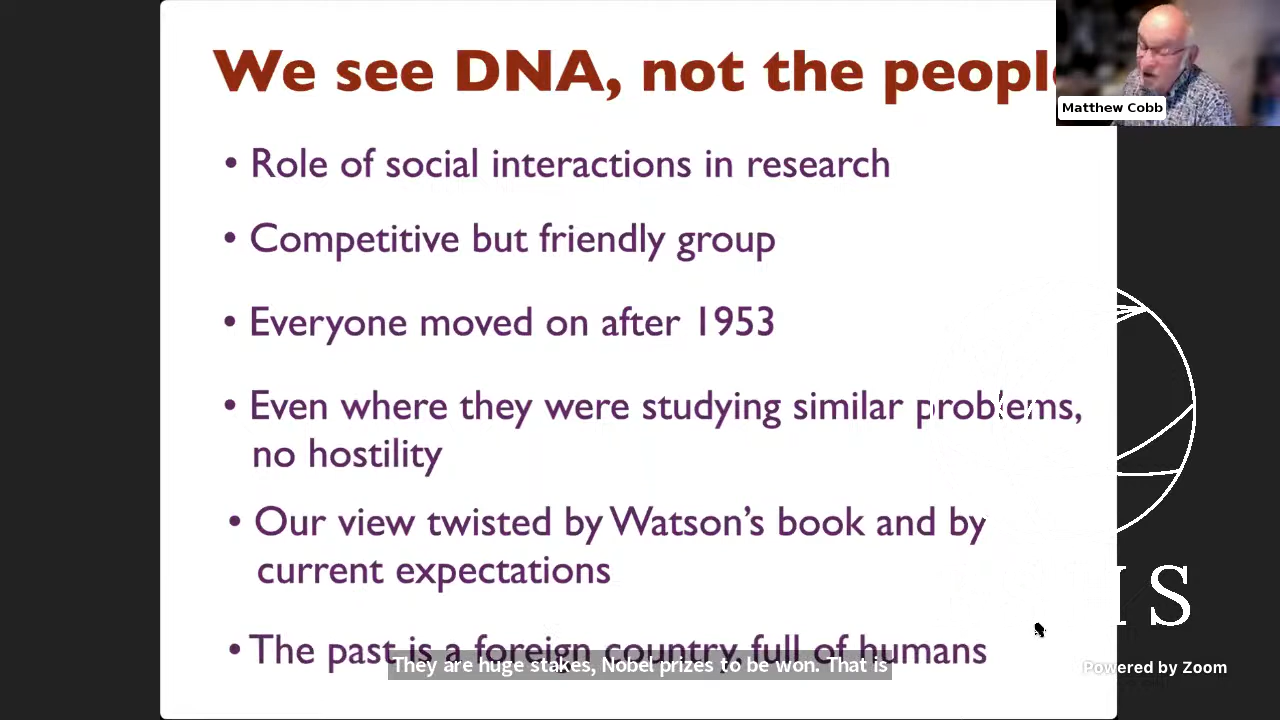 We see DNA, not the peopl
Matthew Cobb
• Role of social interactions in research
• Competitive but friendly group
• Everyone moved on after 1953
• Even where they were studying similar problems,
no hostility
• Our view twisted by Watson's book and by
current expectations
• The past is a foreign country full of humans
They are huge stakes, Nobel prizes to be won. That is
S
Powered by Zoom